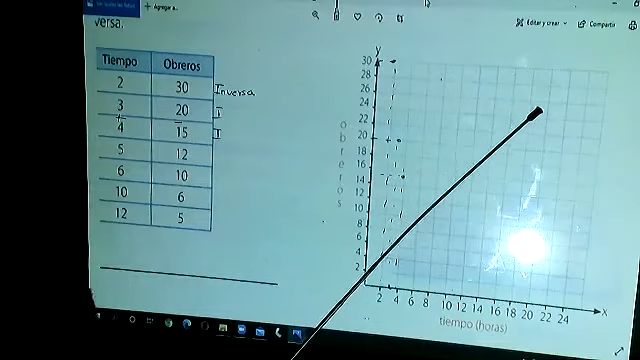 Agregar a...
Editar y crear
Compartir
versa.
Tiempo Obreros
2 30 Inversa
3 20 I
4 15 I
5 12
6 10
10 6
12 5
y
30
28
26
24
22
20
18
16
14
12
10
8
6
4
2
obreros
2 4 6 8 10 12 14 16 18 20 22 24 x
tiempo (horas)